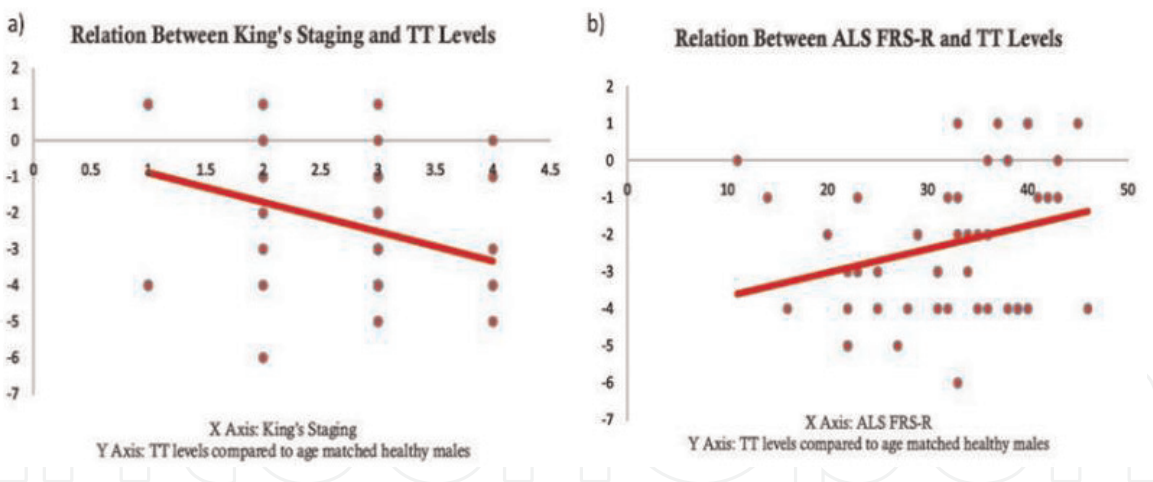 a)
Relation Between King's Staging and TT Levels
2
1
0
0 0.5 1 1.5 2 2.5 3 3.5 4 4.5
-1
-2
-3
-4
-5
-6
-7
X Axis: King's Staging
Y Axis: TT levels compared to age matched healthy males
b)
Relation Between ALS FRS-R and TT Levels
2
1
0
0 10 20 30 40 50
-1
-2
-3
-4
-5
-6
-7
X Axis: ALS FRS-R
Y Axis: TT levels compared to age matched healthy males